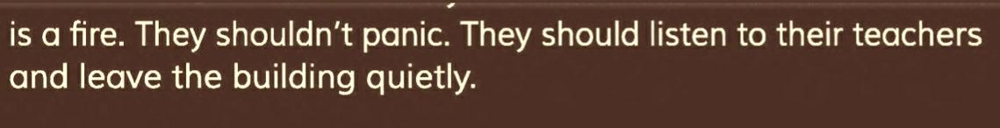 is a fire. They shouldn't panic. They should listen to their teachers
and leave the building quietly.